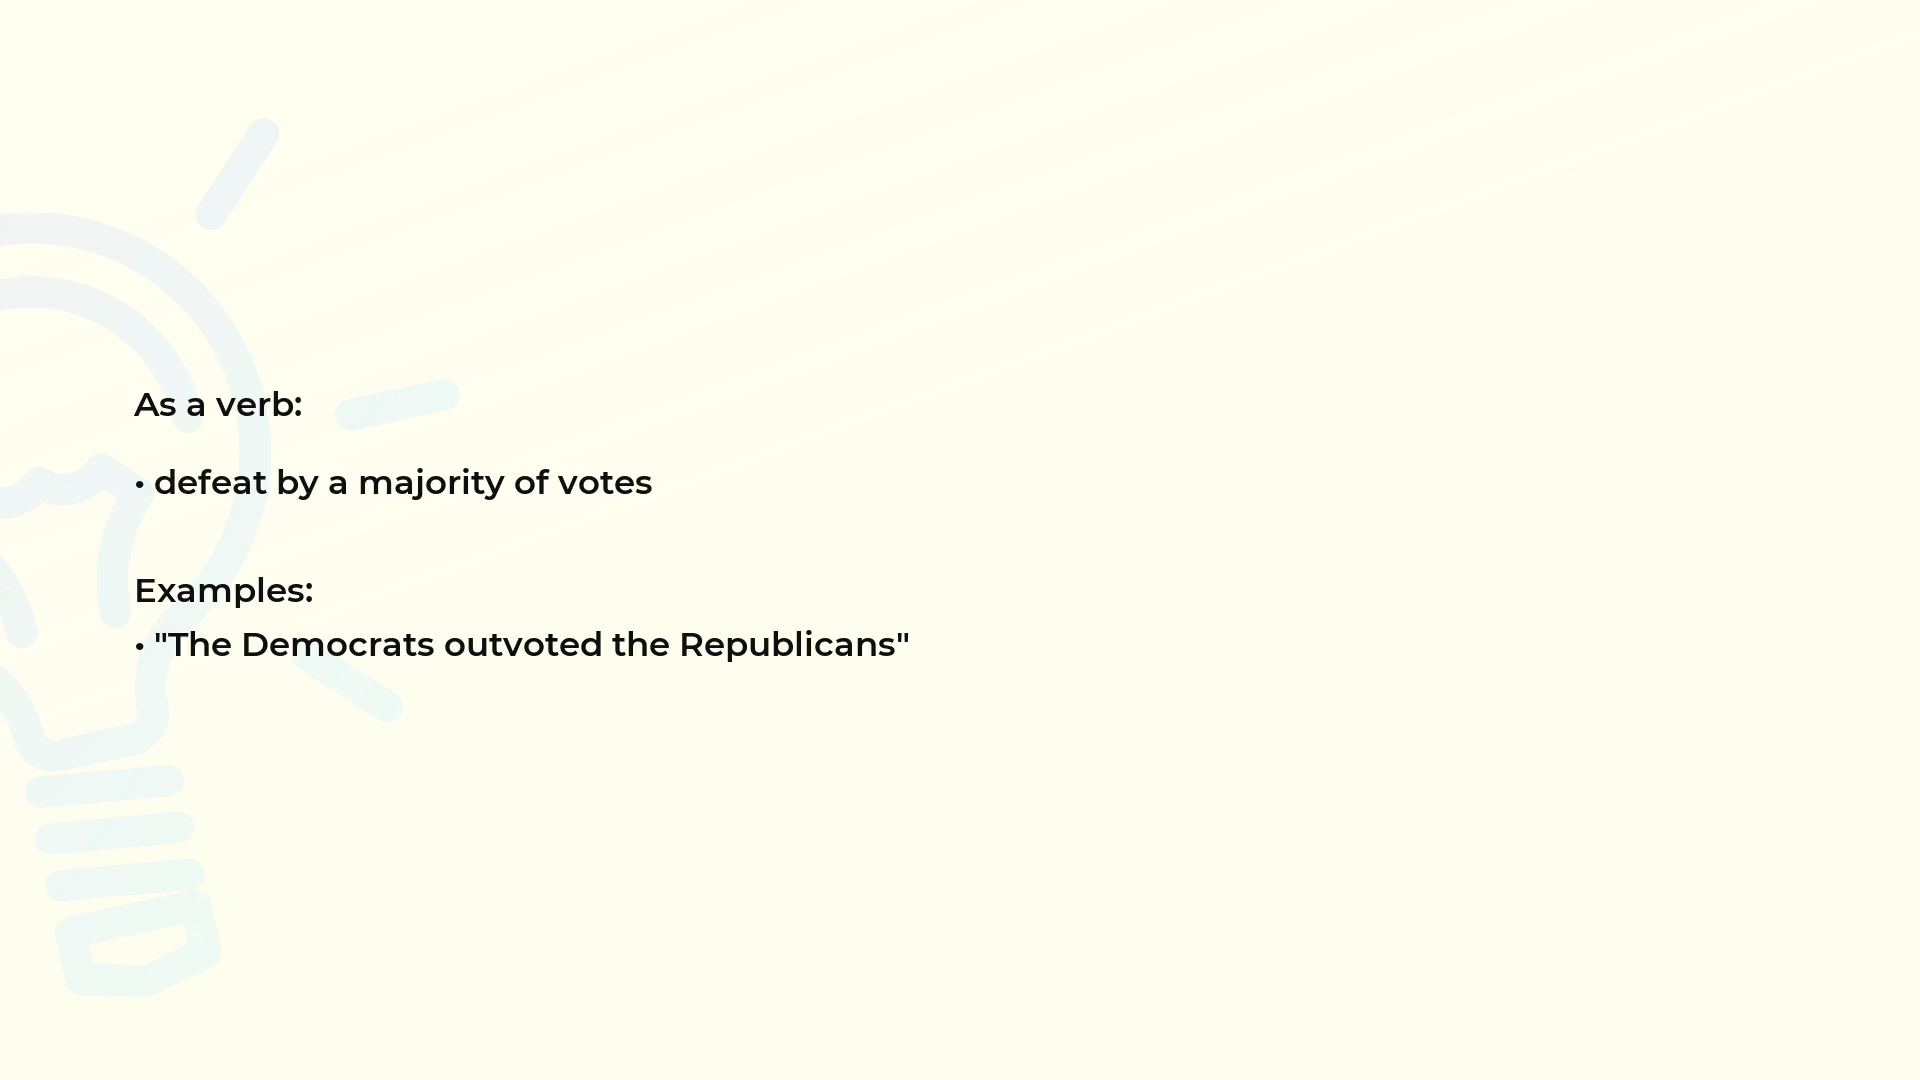 As a verb:
• defeat by a majority of votes
Examples:
• "The Democrats outvoted the Republicans"